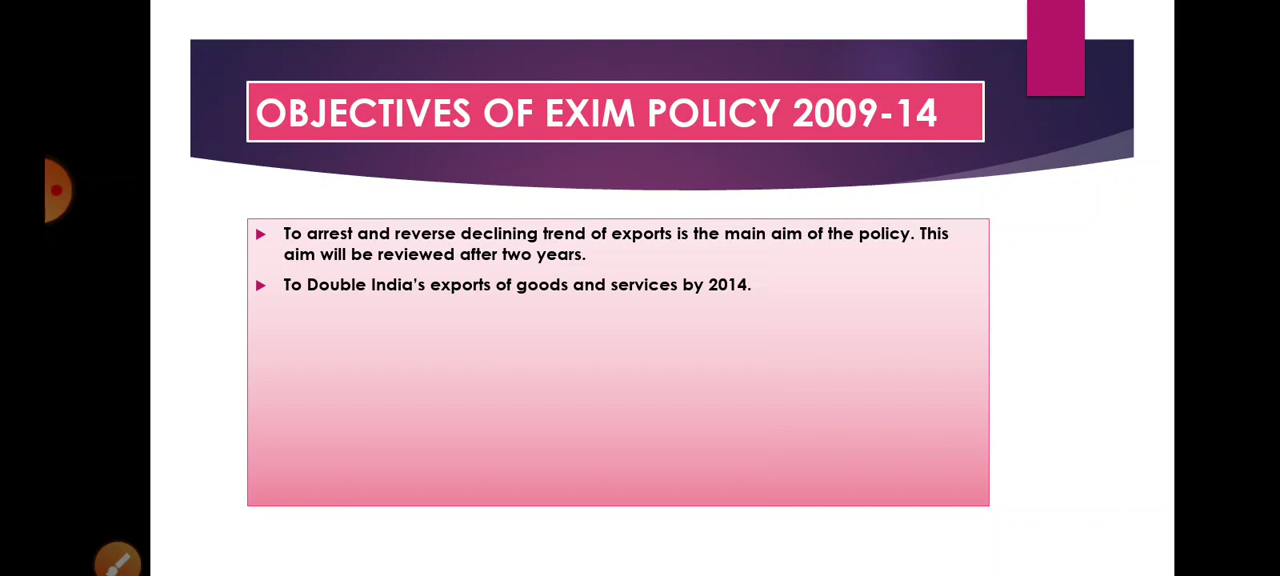 OBJECTIVES OF EXIM POLICY 2009-14
To arrest and reverse declining trend of exports is the main aim of the policy. This
aim will be reviewed after two years.
To Double India’s exports of goods and services by 2014.